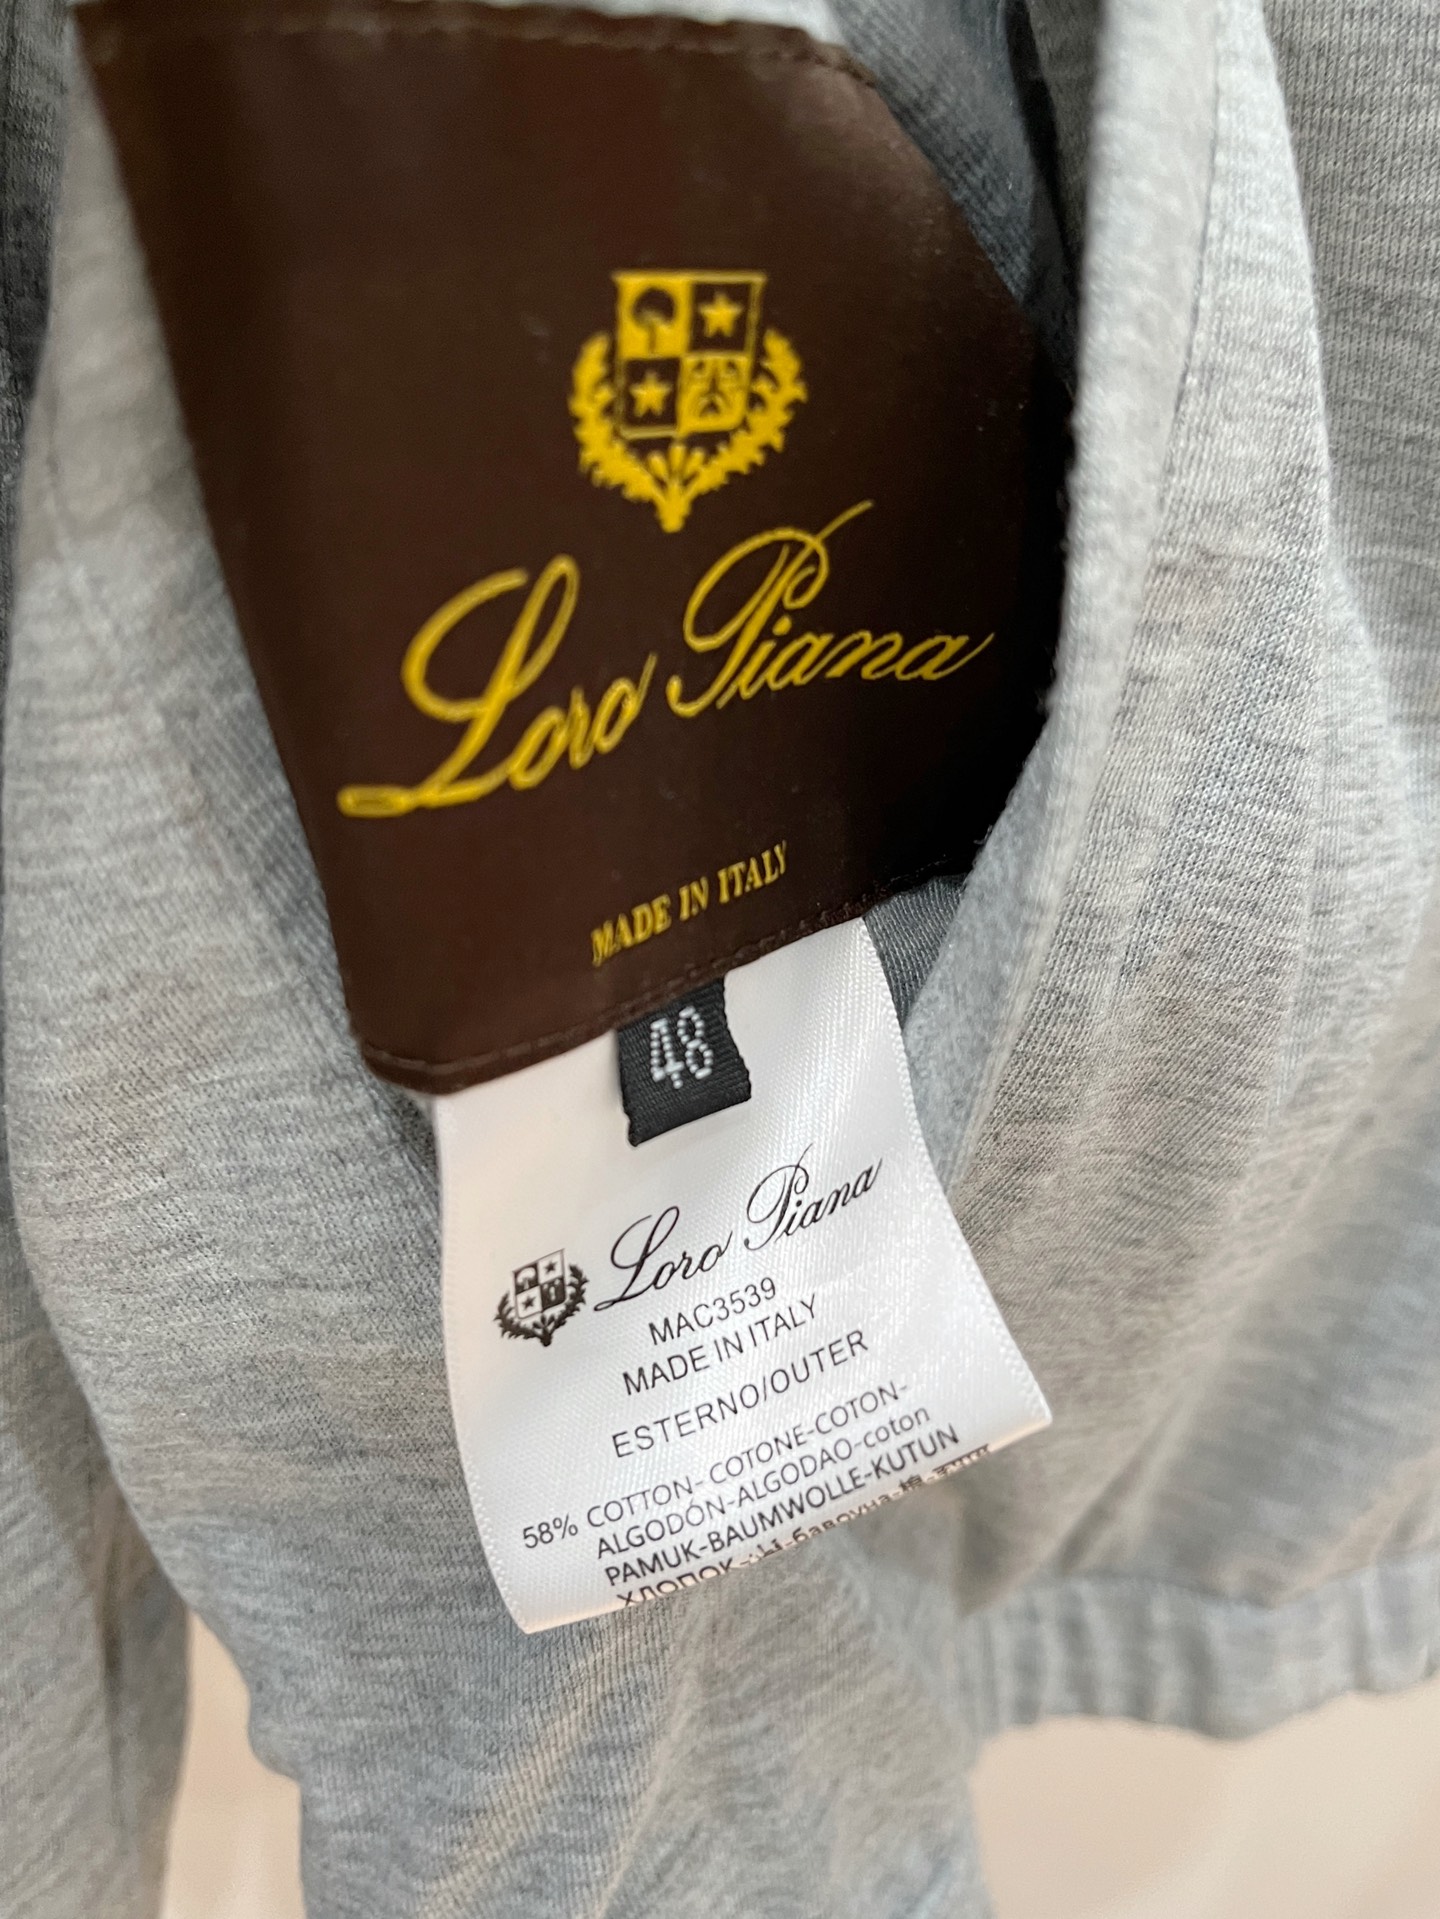 Loro Piana
MADE IN ITALY
48
Loro Piana
MAC3539
MADE IN ITALY
ESTERNO/OUTER
58% COTTON- COTONE-COTON-
ALGODÓN-ALGODAO-coton
PAMUK-BAUMWOLLE-KUTUN
ХЛОПОК